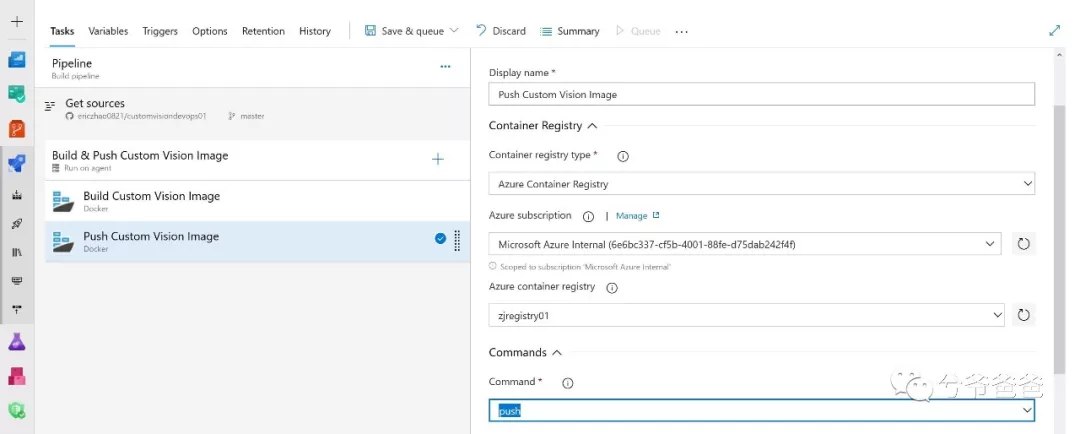 Tasks Variables Triggers Options Retention History Save & queue Discard Summary Queue ...
Pipeline
Build pipeline
Get sources
ericzhao0821/customvisiondevops01 master
Build & Push Custom Vision Image
Run on agent
Build Custom Vision Image
Docker
Push Custom Vision Image
Docker
Display name *
Push Custom Vision Image
Container Registry
Container registry type *
Azure Container Registry
Azure subscription | Manage
Microsoft Azure Internal (6e6bc337-cf5b-4001-88fe-d75dab242f4f)
Scoped to subscription 'Microsoft Azure Internal'
Azure container registry
zjregistry01
Commands
Command *
push
兮爷爸爸